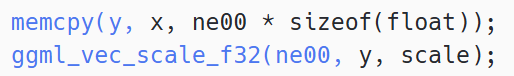 memcpy(y, x, ne00 * sizeof(float));
ggml_vec_scale_f32(ne00, y, scale);